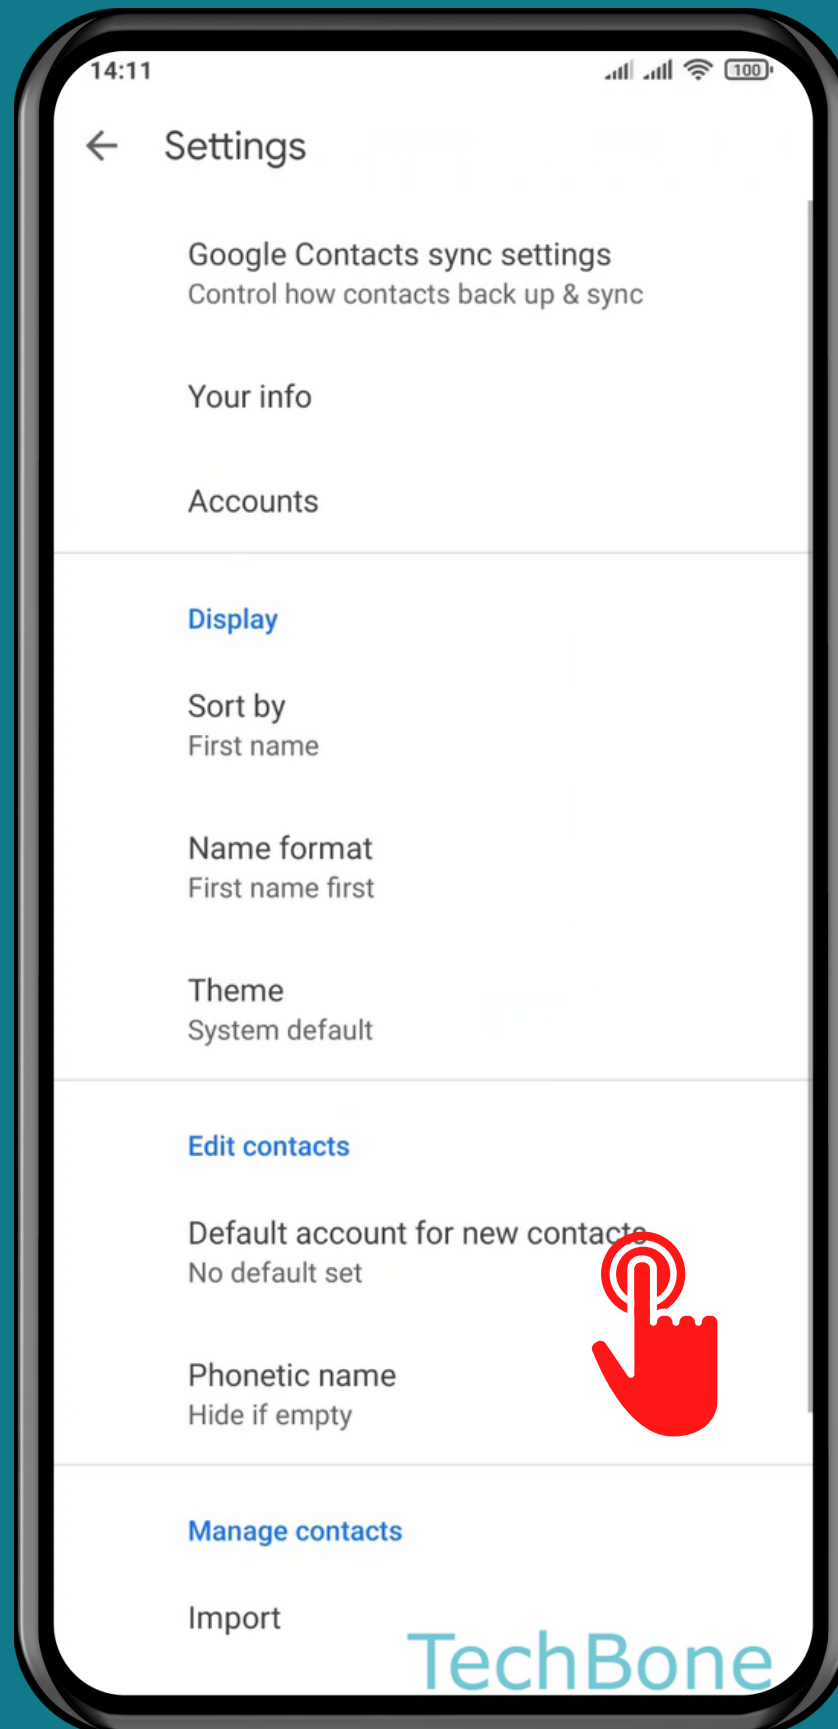 14:11
100
Settings
Google Contacts sync settings
Control how contacts back up & sync
Your info
Accounts
Display
Sort by
First name
Name format
First name first
Theme
System default
Edit contacts
Default account for new contacts
No default set
Phonetic name
Hide if empty
Manage contacts
Import
TechBone